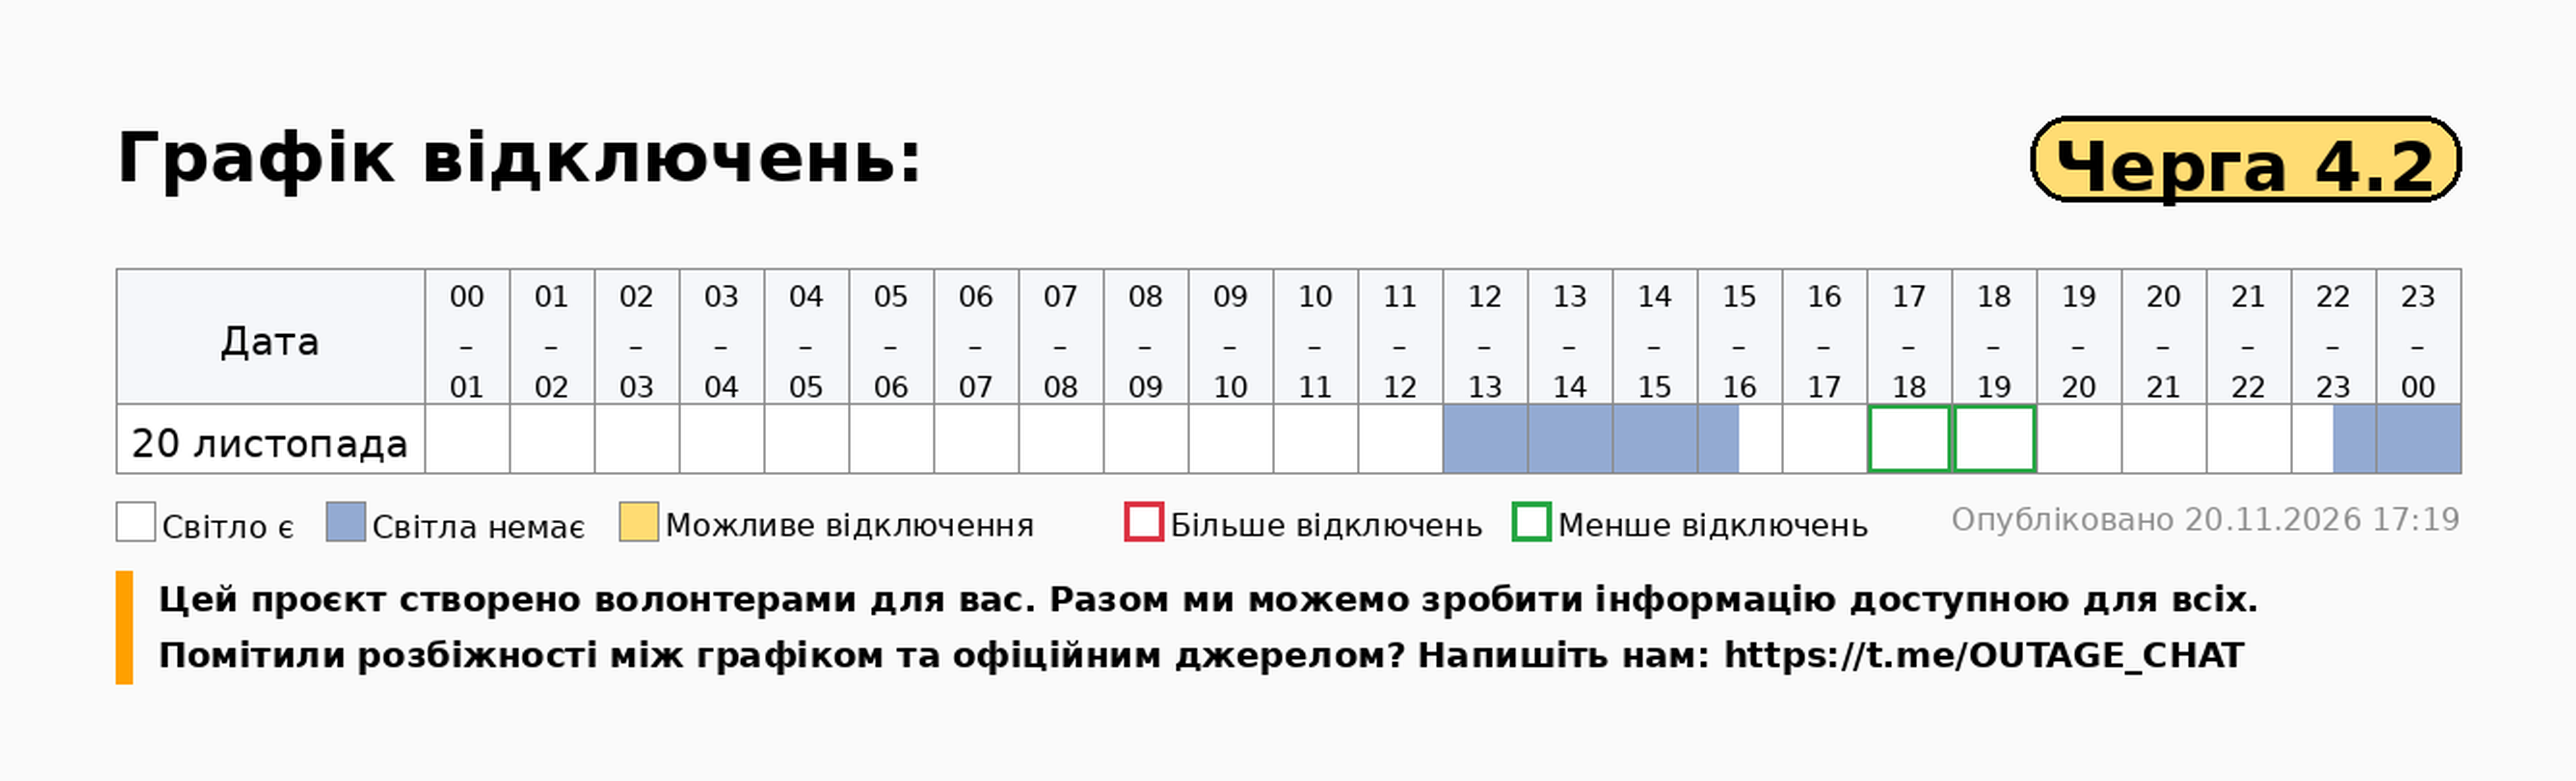 Графік відключень:
Черга 4.2
Дата
00 – 01
01 – 02
02 – 03
03 – 04
04 – 05
05 – 06
06 – 07
07 – 08
08 – 09
09 – 10
10 – 11
11 – 12
12 – 13
13 – 14
14 – 15
15 – 16
16 – 17
17 – 18
18 – 19
19 – 20
20 – 21
21 – 22
22 – 23
23 – 00
20 листопада
Світло є
Світла немає
Можливе відключення
Більше відключень
Менше відключень
Опубліковано 20.11.2026 17:19
Цей проєкт створено волонтерами для вас. Разом ми можемо зробити інформацію доступною для всіх.
Помітили розбіжності між графіком та офіційним джерелом? Напишіть нам: https://t.me/OUTAGE_CHAT